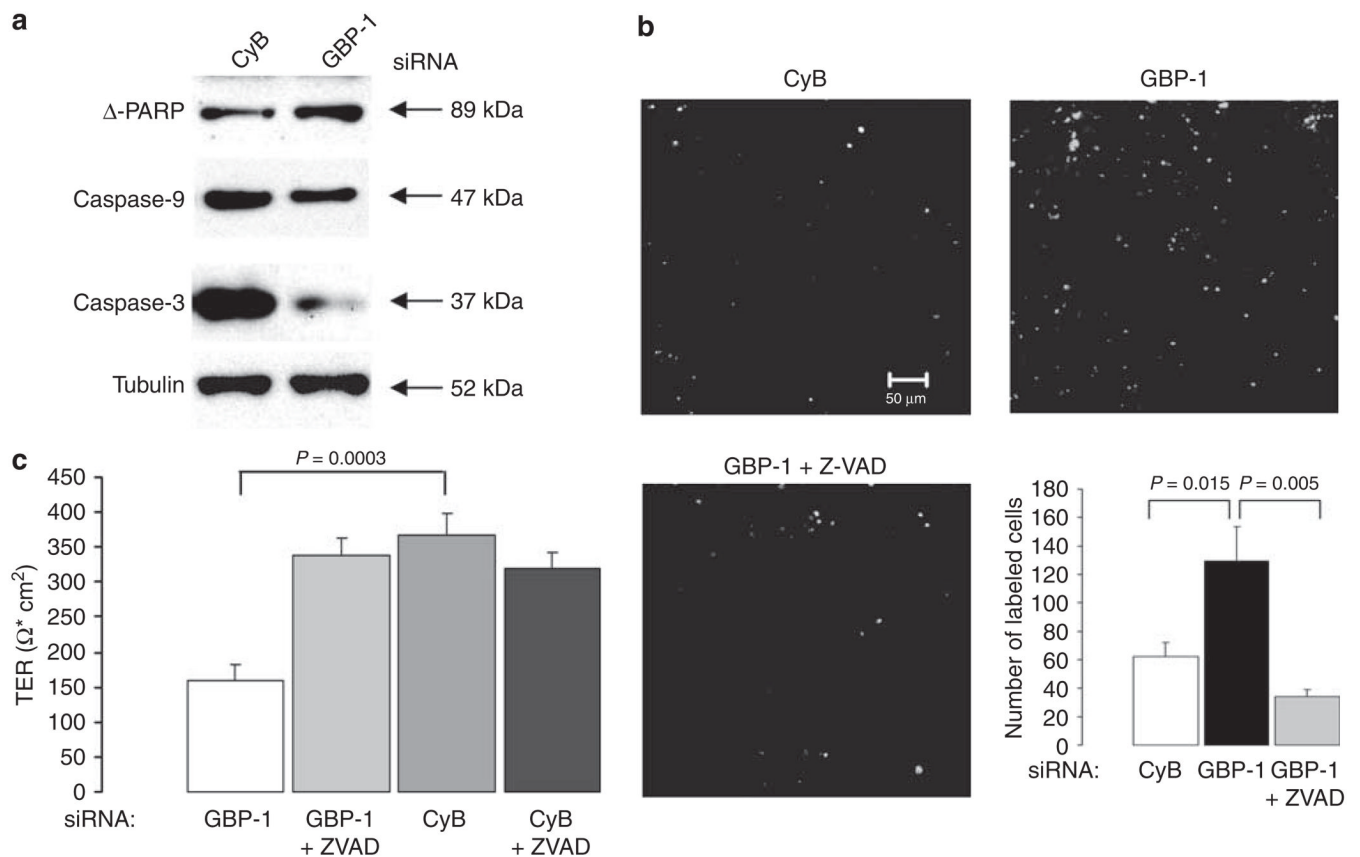 a
CyB
GBP-1
siRNA
Δ-PARP
89 kDa
Caspase-9
47 kDa
Caspase-3
37 kDa
Tubulin
52 kDa
b
CyB
GBP-1
50 µm
GBP-1 + Z-VAD
Number of labeled cells
180
160
140
120
100
80
60
40
20
0
P = 0.015
P = 0.005
siRNA:
CyB
GBP-1
GBP-1
+ ZVAD
c
TER (Ω* cm2)
450
400
350
300
250
200
150
100
50
0
P = 0.0003
siRNA:
GBP-1
GBP-1
+ ZVAD
CyB
CyB
+ ZVAD